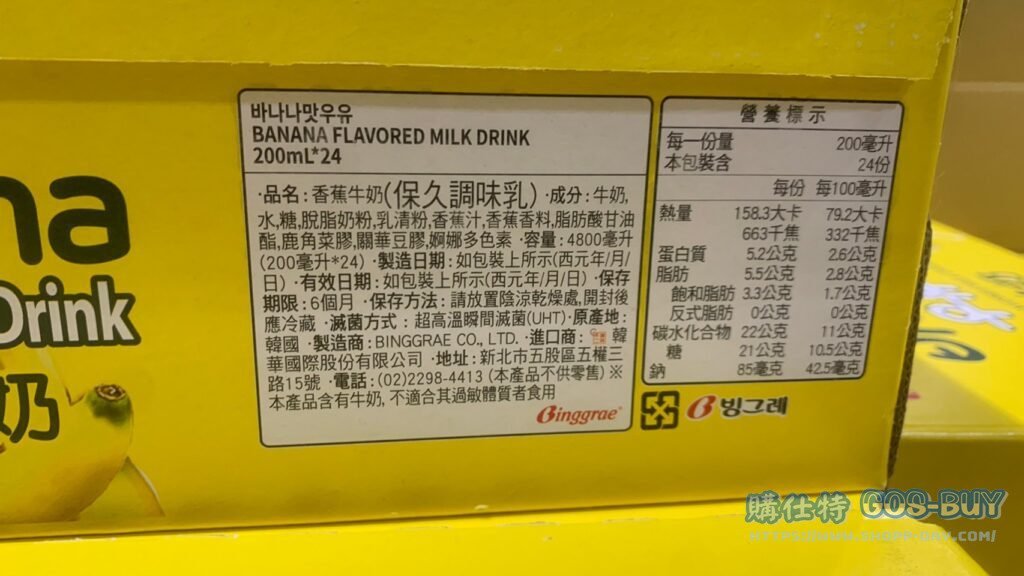 na
Drink
奶
바나나맛우유
BANANA FLAVORED MILK DRINK
200mL*24
·品名:香蕉牛奶(保久調味乳) ·成分:牛奶,
水,糖,脫脂奶粉,乳清粉,香蕉汁,香蕉香料,脂肪酸甘油
酯,鹿角菜膠,關華豆膠,婀娜多色素 ·容量:4800毫升
(200毫升*24) ·製造日期:如包裝上所示(西元年/月/
日) ·有效日期:如包裝上所示(西元年/月/日) ·保存
期限:6個月 ·保存方法:請放置陰涼乾燥處,開封後
應冷藏 ·滅菌方式:超高溫瞬間滅菌(UHT)·原產地:
韓國 ·製造商:BINGGRAE CO., LTD. ·進口商: 韓
華國際股份有限公司 ·地址:新北市五股區五權三
路15號 ·電話:(02)2298-4413 (本產品不供零售) ※
本產品含有牛奶, 不適合其過敏體質者食用
Binggrae
營養標示
每一份量 200毫升
本包裝含 24份
每份 每100毫升
熱量 158.3大卡 79.2大卡
663千焦 332千焦
蛋白質 5.2公克 2.6公克
脂肪 5.5公克 2.8公克
飽和脂肪 3.3公克 1.7公克
反式脂肪 0公克 0公克
碳水化合物 22公克 11公克
糖 21公克 10.5公克
鈉 85毫克 42.5毫克
빙그레
購仕特 GOS-BUY